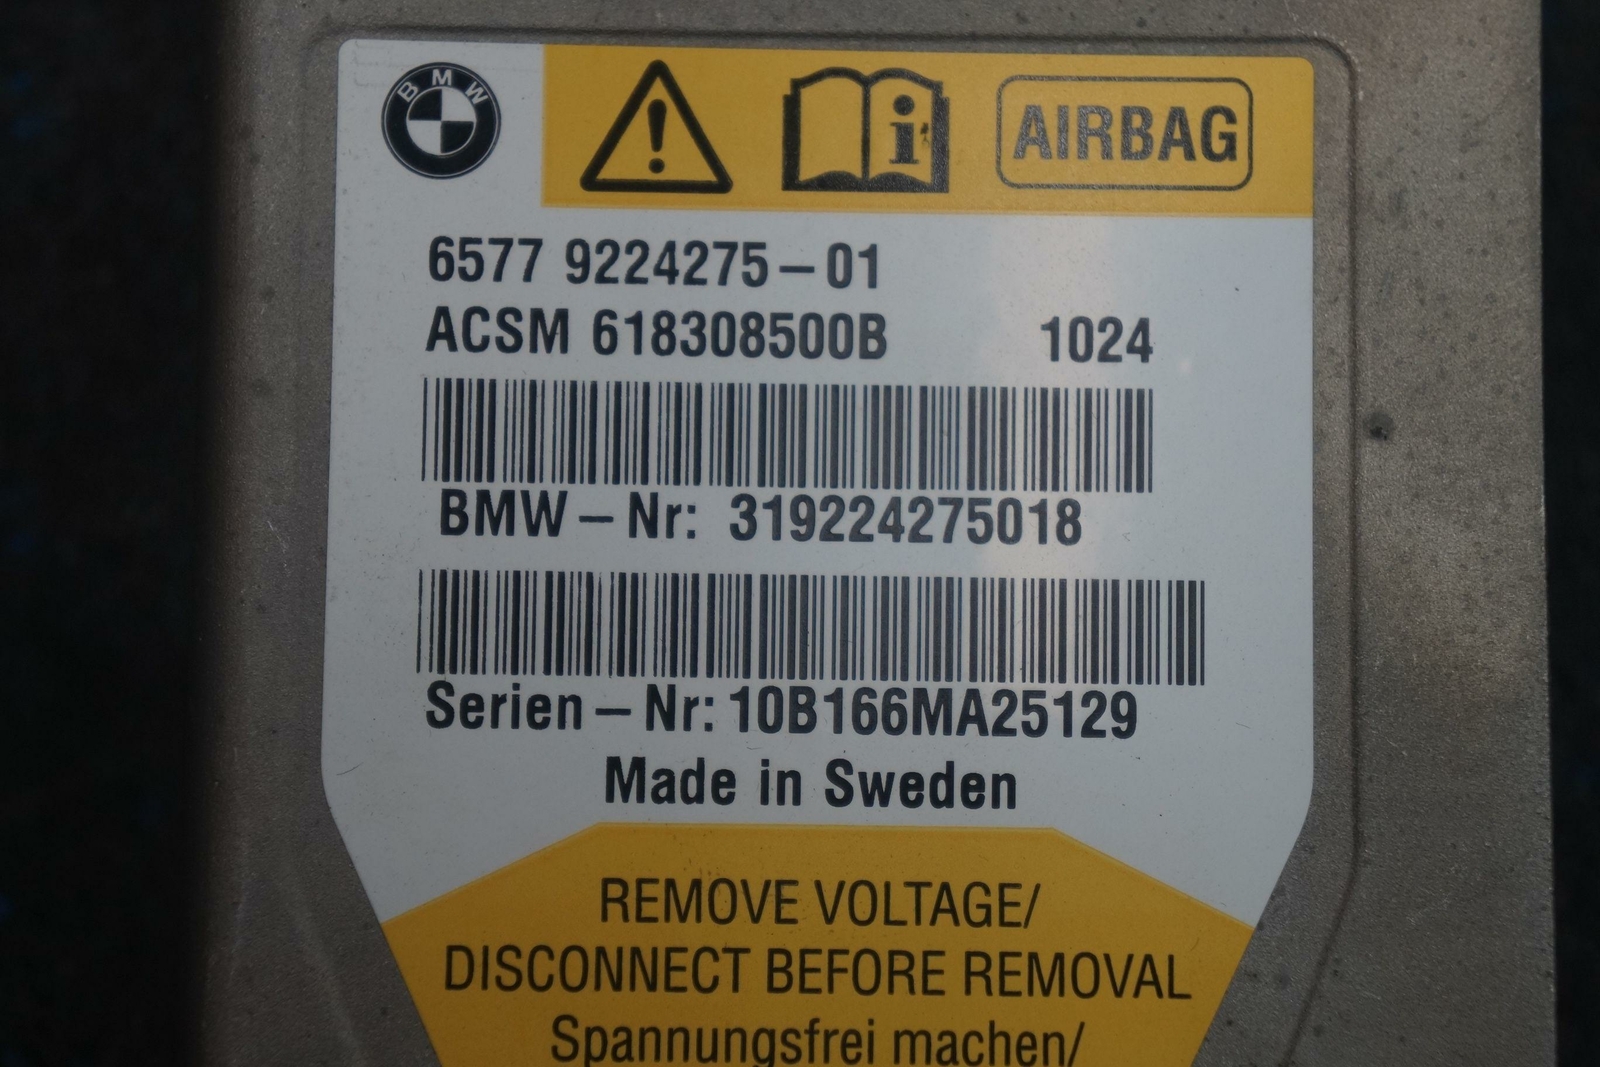 BMW
AIRBAG
6577 9224275-01
ACSM 618308500B 1024
BMW-Nr: 319224275018
Serien-Nr: 10B166MA25129
Made in Sweden
REMOVE VOLTAGE/
DISCONNECT BEFORE REMOVAL
Spannungsfrei machen/